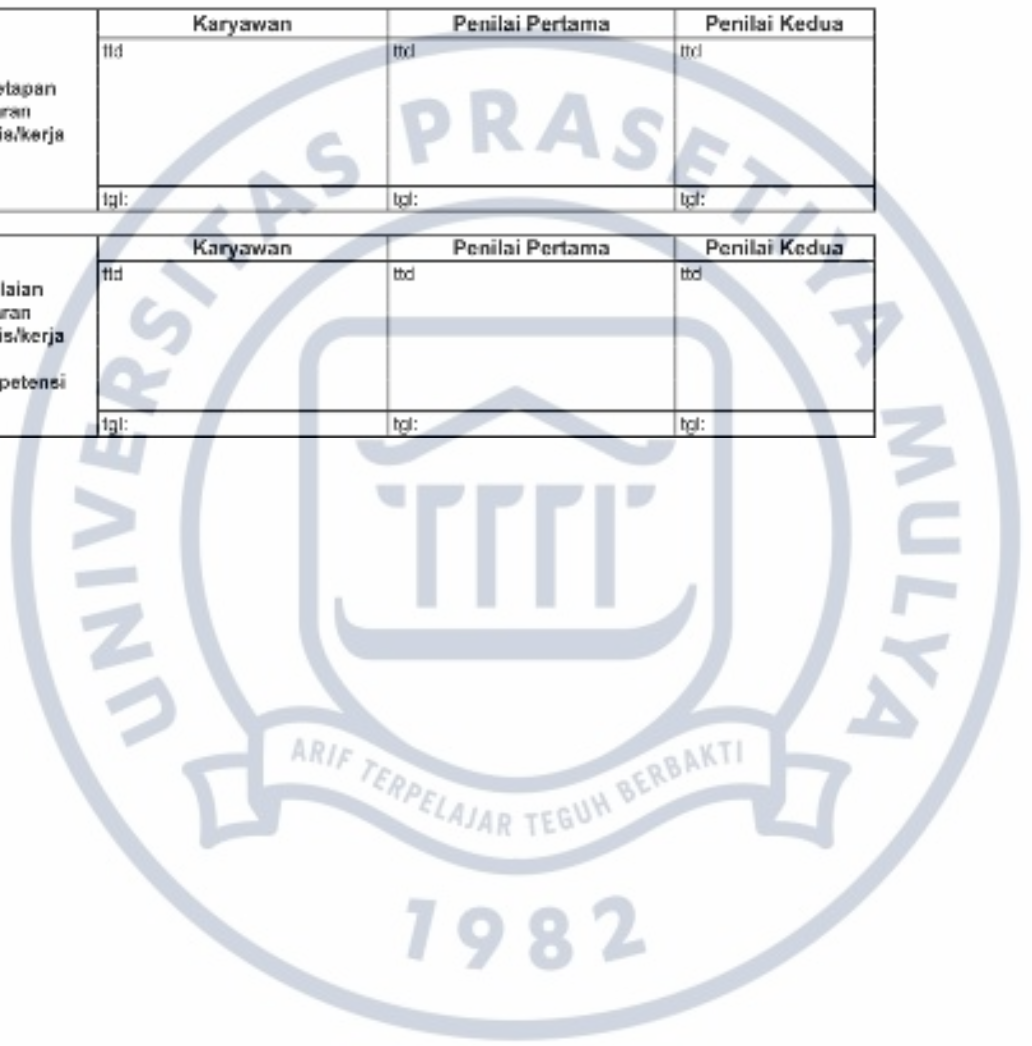 Karyawan Penilai Pertama Penilai Kedua
ttd ttd ttd
etapan
aran
is/kerja
tgl: tgl: tgl:
Karyawan Penilai Pertama Penilai Kedua
ttd ttd ttd
laian
aran
is/kerja
petensi
tgl: tgl: tgl:
UNIVERSITAS PRASETIYA MULYA
ARIF TERPELAJAR TEGUH BERBAKTI
1982